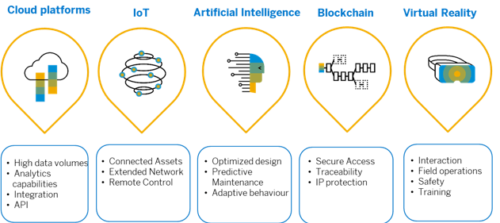 Cloud platforms
IoT
Artificial Intelligence
Blockchain
Virtual Reality
• High data volumes
• Analytics
capabilities
• Integration
• API
• Connected Assets
• Extended Network
• Remote Control
• Optimized design
• Predictive
Maintenance
• Adaptive behaviour
• Secure Access
• Traceability
• IP protection
• Interaction
• Field operations
• Safety
• Training